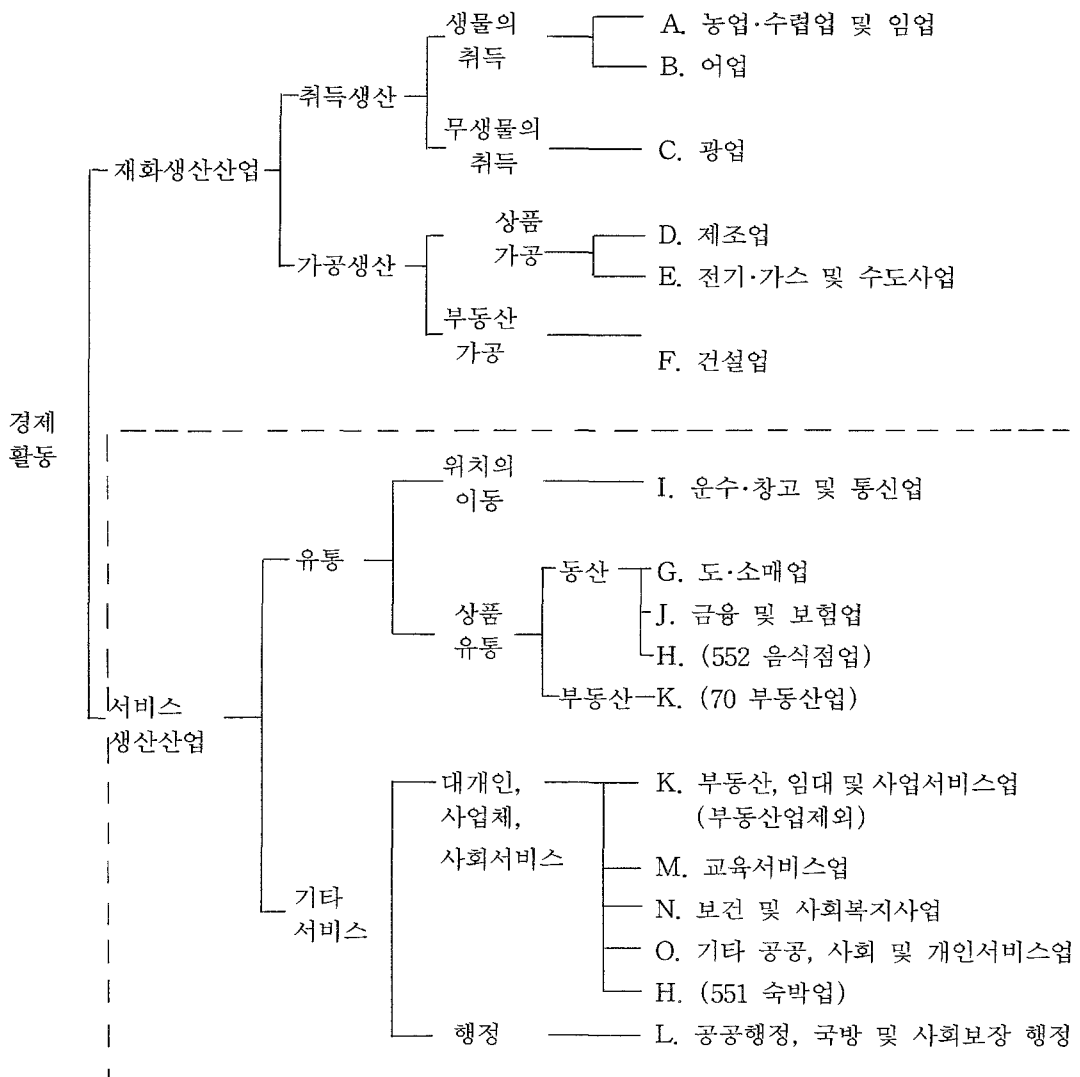 생물의
취득
A. 농업·수렵업 및 임업
B. 어업
취득생산
무생물의
취득
C. 광업
재화생산산업
상품
가공
D. 제조업
E. 전기·가스 및 수도사업
가공생산
부동산
가공
F. 건설업
경제
활동
위치의
이동
I. 운수·창고 및 통신업
유통
동산
G. 도·소매업
상품
유통
J. 금융 및 보험업
H. (552 음식점업)
부동산
K. (70 부동산업)
서비스
생산산업
대개인,
사업체,
사회서비스
K. 부동산, 임대 및 사업서비스업
(부동산업제외)
M. 교육서비스업
기타
서비스
N. 보건 및 사회복지사업
O. 기타 공공, 사회 및 개인서비스업
H. (551 숙박업)
행정
L. 공공행정, 국방 및 사회보장 행정